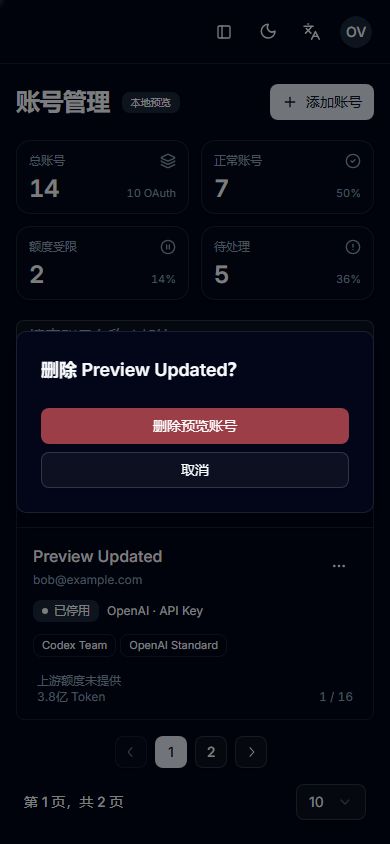 OV
账号管理
本地预览
添加账号
总账号
14
10 OAuth
正常账号
7
50%
额度受限
2
14%
待处理
5
36%
删除 Preview Updated?
删除预览账号
取消
Preview Updated
bob@example.com
已停用
OpenAI · API Key
Codex Team
OpenAI Standard
上游额度未提供
3.8亿 Token
1 / 16
1
2
第 1 页，共 2 页
10